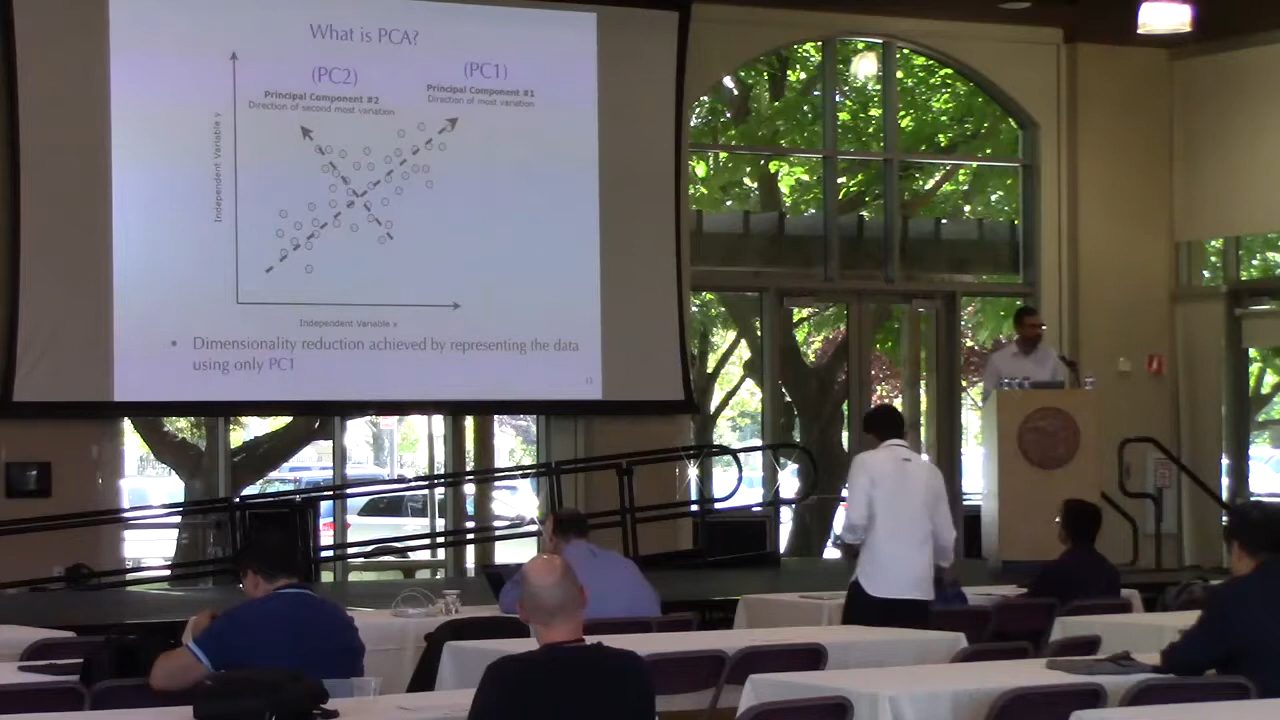 What is PCA?
(PC2)
(PC1)
Principal Component #2
Direction of second most variation
Principal Component #1
Direction of most variation
Independent Variable y
Independent Variable x
• Dimensionality reduction achieved by representing the data
using only PC1